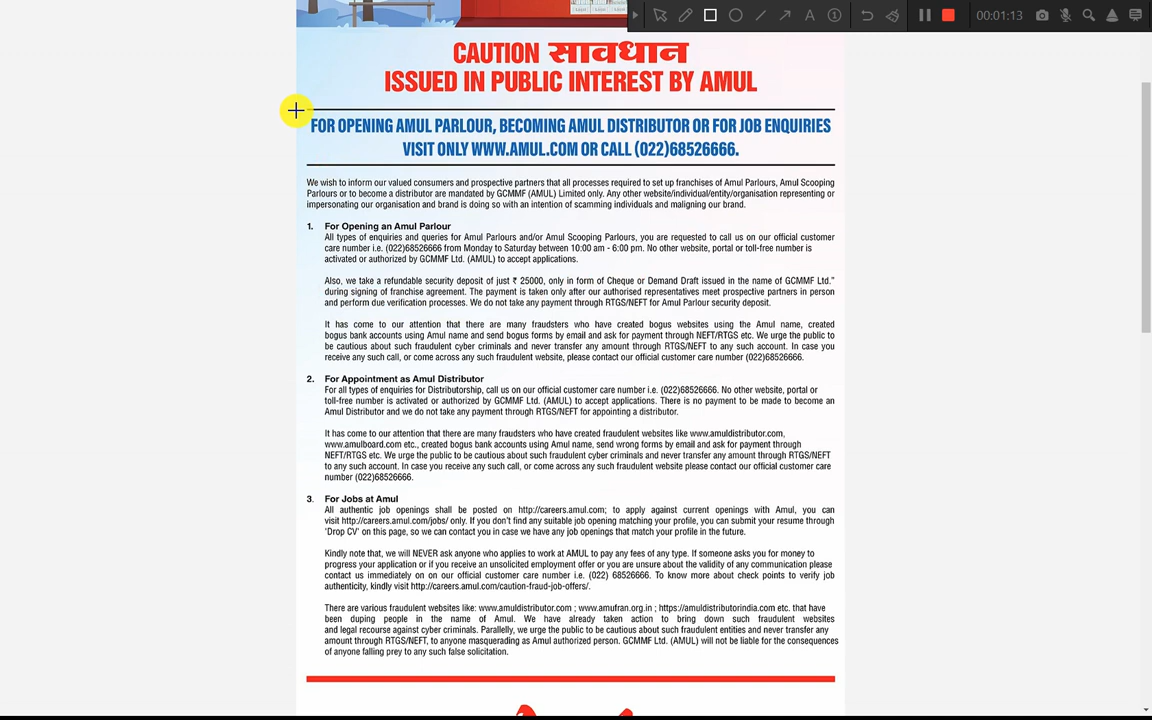 00:01:13
CAUTION सावधान
ISSUED IN PUBLIC INTEREST BY AMUL
FOR OPENING AMUL PARLOUR, BECOMING AMUL DISTRIBUTOR OR FOR JOB ENQUIRIES
VISIT ONLY WWW.AMUL.COM OR CALL (022)68526666.
We wish to inform our valued consumers and prospective partners that all processes required to set up franchises of Amul Parlours, Amul Scooping
Parlours or to become a distributor are mandated by GCMMF (AMUL) Limited only. Any other website/individual/entity/organisation representing or
impersonating our organisation and brand is doing so with an intention of scamming individuals and maligning our brand.
1. For Opening an Amul Parlour
All types of enquiries and queries for Amul Parlours and/or Amul Scooping Parlours, you are requested to call us on our official customer
care number i.e. (022)68526666 from Monday to Saturday between 10:00 am - 6:00 pm. No other website, portal or toll-free number is
activated or authorized by GCMMF Ltd. (AMUL) to accept applications.
Also, we take a refundable security deposit of just ₹ 25000, only in form of Cheque or Demand Draft issued in the name of GCMMF Ltd."
during signing of franchise agreement. The payment is taken only after our authorised representatives meet prospective partners in person
and perform due verification processes. We do not take any payment through RTGS/NEFT for Amul Parlour security deposit.
It has come to our attention that there are many fraudsters who have created bogus websites using the Amul name, created
bogus bank accounts using Amul name and send bogus forms by email and ask for payment through NEFT/RTGS etc. We urge the public to
be cautious about such fraudulent cyber criminals and never transfer any amount through RTGS/NEFT to any such account. In case you
receive any such call, or come across any such fraudulent website, please contact our official customer care number (022)68526666.
2. For Appointment as Amul Distributor
For all types of enquiries for Distributorship, call us on our official customer care number i.e. (022)68526666. No other website, portal or
toll-free number is activated or authorized by GCMMF Ltd. (AMUL) to accept applications. There is no payment to be made to become an
Amul Distributor and we do not take any payment through RTGS/NEFT for appointing a distributor.
It has come to our attention that there are many fraudsters who have created fraudulent websites like www.amuldistributor.com,
www.amulboard.com etc., created bogus bank accounts using Amul name, send wrong forms by email and ask for payment through
NEFT/RTGS etc. We urge the public to be cautious about such fraudulent cyber criminals and never transfer any amount through RTGS/NEFT
to any such account. In case you receive any such call, or come across any such fraudulent website please contact our official customer care
number (022)68526666.
3. For Jobs at Amul
All authentic job openings shall be posted on http://careers.amul.com; to apply against current openings with Amul, you can
visit http://careers.amul.com/jobs/ only. If you don't find any suitable job opening matching your profile, you can submit your resume through
'Drop CV' on this page, so we can contact you in case we have any job openings that match your profile in the future.
Kindly note that, we will NEVER ask anyone who applies to work at AMUL to pay any fees of any type. If someone asks you for money to
progress your application or if you receive an unsolicited employment offer or you are unsure about the validity of any communication please
contact us immediately on on our official customer care number i.e. (022) 68526666. To know more about check points to verify job
authenticity, kindly visit http://careers.amul.com/caution-fraud-job-offers/.
There are various fraudulent websites like: www.amuldistributor.com ; www.amufran.org.in ; https://amuldistributorindia.com etc. that have
been duping people in the name of Amul. We have already taken action to bring down such fraudulent websites
and legal recourse against cyber criminals. Parallelly, we urge the public to be cautious about such fraudulent entities and never transfer any
amount through RTGS/NEFT, to anyone masquerading as Amul authorized person. GCMMF Ltd. (AMUL) will not be liable for the consequences
of anyone falling prey to any such false solicitation.